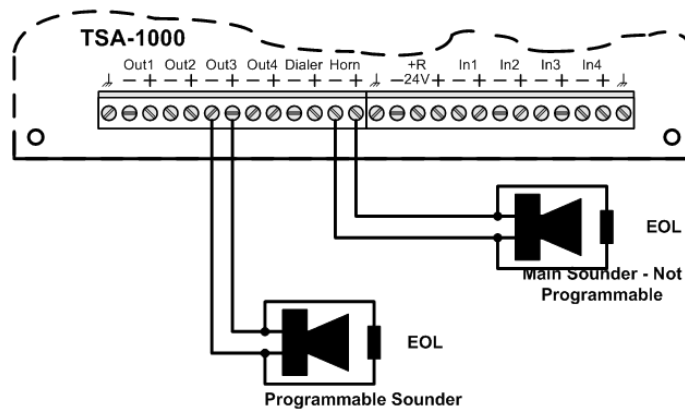 TSA-1000
Out1 Out2 Out3 Out4 Dialer Horn +R In1 In2 In3 In4
- + - + - + - + - + - + -24V+ - + - + - + - +
EOL
Main Sounder - Not
Programmable
EOL
Programmable Sounder